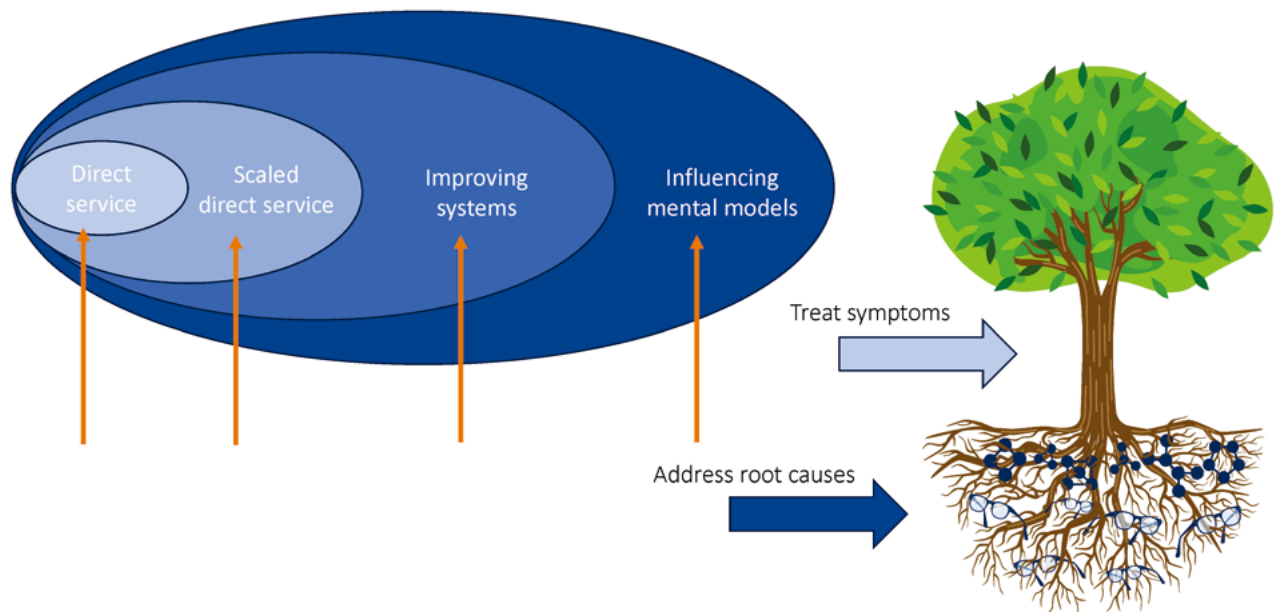 Direct
service
Scaled
direct service
Improving
systems
Influencing
mental models
Treat symptoms
Address root causes